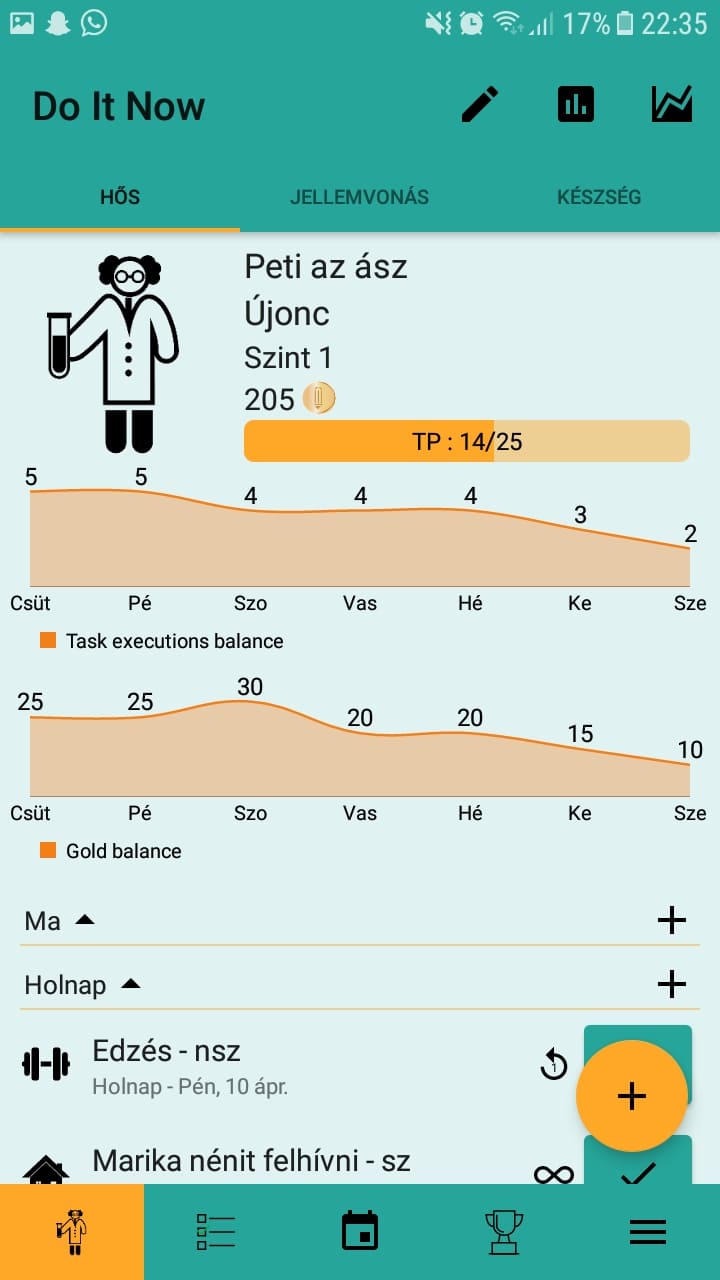 17% 22:35
Do It Now
HŐS JELLEMVONÁS KÉSZSÉG
Peti az ász
Újonc
Szint 1
205
TP : 14/25
5 5 4 4 4 3 2
Csüt Pé Szo Vas Hé Ke Sze
Task executions balance
25 25 30 20 20 15 10
Csüt Pé Szo Vas Hé Ke Sze
Gold balance
Ma
Holnap
Edzés - nsz
1
Holnap - Pén, 10 ápr.
Marika nénit felhívni - sz